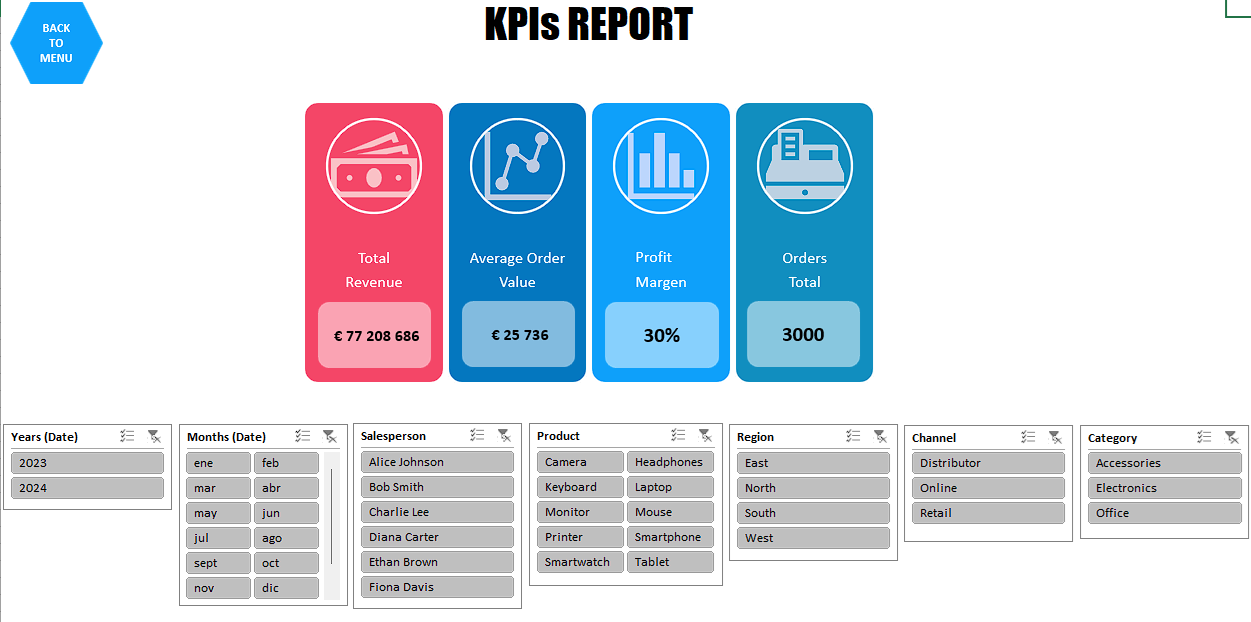 BACK
TO
MENU
KPIs REPORT
Total
Revenue
€ 77 208 686
Average Order
Value
€ 25 736
Profit
Margen
30%
Orders
Total
3000
Years (Date)
2023
2024
Months (Date)
ene feb
mar abr
may jun
jul ago
sept oct
nov dic
Salesperson
Alice Johnson
Bob Smith
Charlie Lee
Diana Carter
Ethan Brown
Fiona Davis
Product
Camera Headphones
Keyboard Laptop
Monitor Mouse
Printer Smartphone
Smartwatch Tablet
Region
East
North
South
West
Channel
Distributor
Online
Retail
Category
Accessories
Electronics
Office